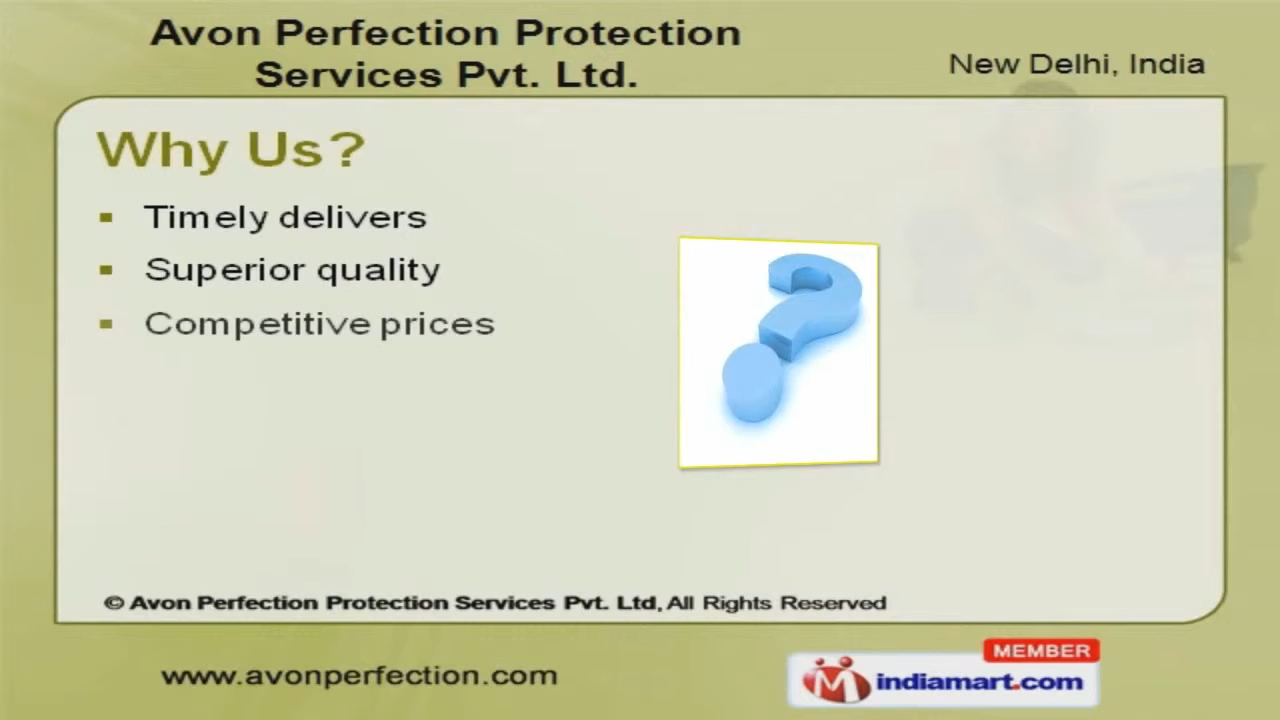 Avon Perfection Protection
Services Pvt. Ltd.
New Delhi, India
Why Us?
▪ Timely delivers
▪ Superior quality
▪ Competitive prices
© Avon Perfection Protection Services Pvt. Ltd, All Rights Reserved
www.avonperfection.com
MEMBER
indiamart.com